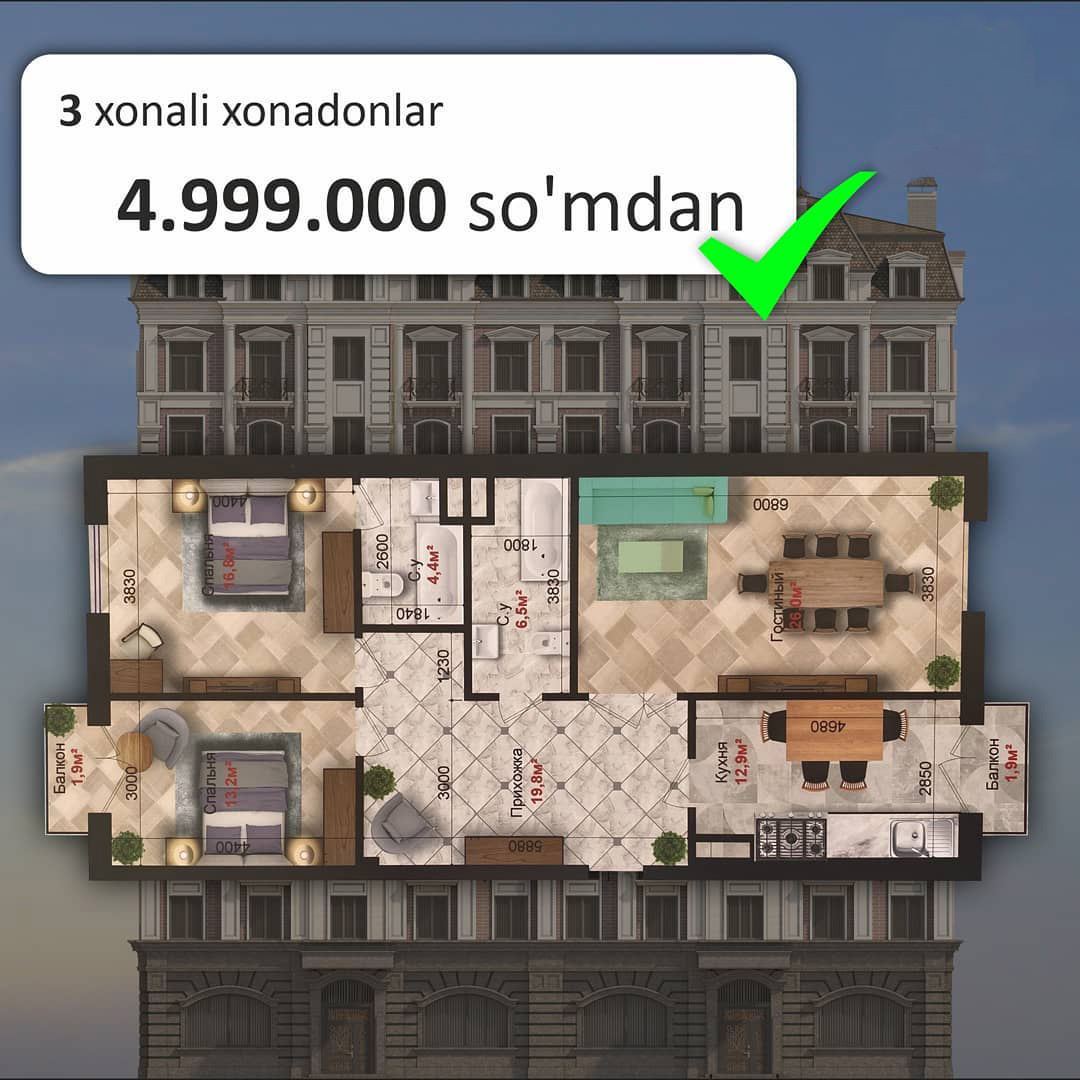 3 xonali xonadonlar
4.999.000 so'mdan
4400
Спальня
16,8м²
3830
2600
С.у
4,4м²
1840
1800
С.у
6,5м²
3830
6800
Гостиный
26,0м²
3830
1230
Балкон
1,9м²
3000
Спальня
13,2м²
4400
3000
Прихожка
19,8м²
5880
Кухня
12,9м²
4680
2850
Балкон
1,9м²